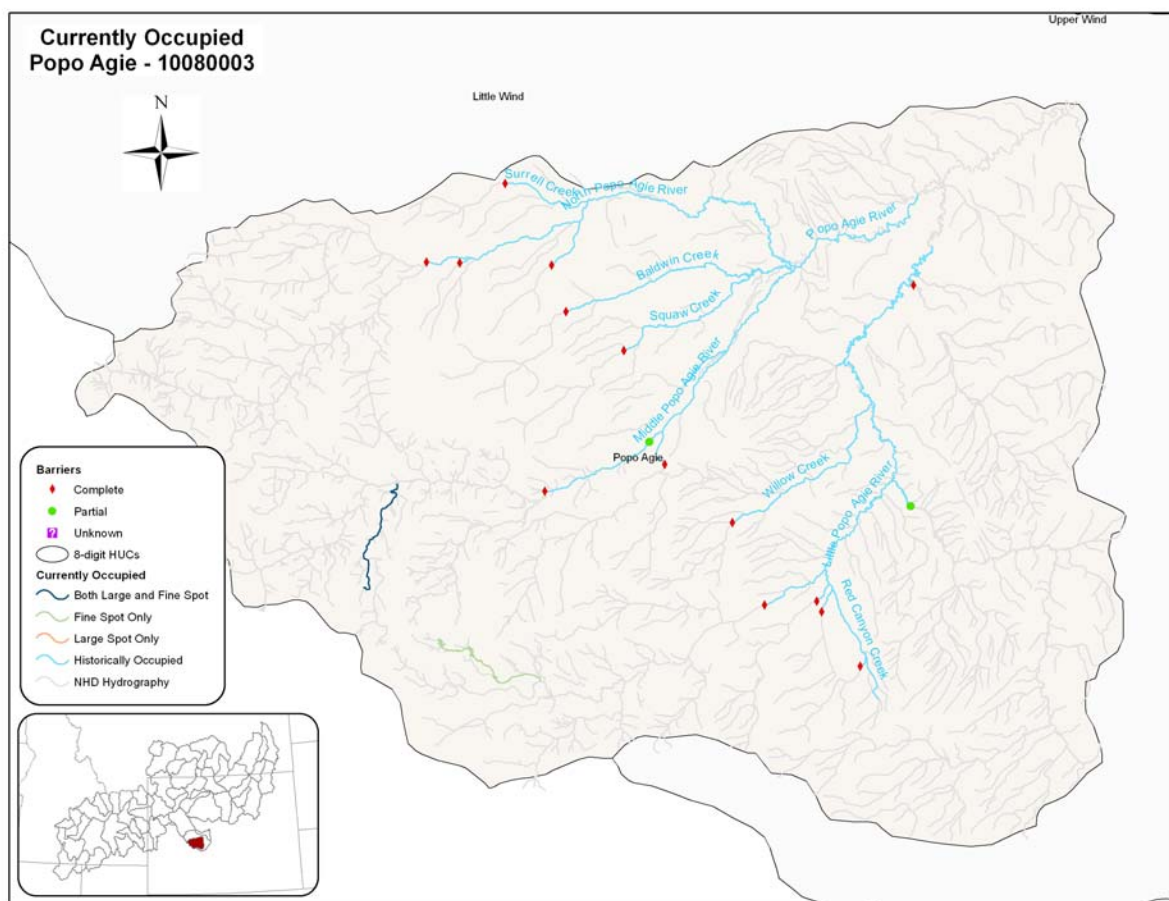 Upper Wind
Currently Occupied
Popo Agie - 10080003
N
Little Wind
Surrell Creek
North Popo Agie River
Popo Agie River
Baldwin Creek
Squaw Creek
Middle Popo Agie River
Popo Agie
Willow Creek
Little Popo Agie River
Red Canyon Creek
Barriers
Complete
Partial
?
Unknown
8-digit HUCs
Currently Occupied
Both Large and Fine Spot
Fine Spot Only
Large Spot Only
Historically Occupied
NHD Hydrography